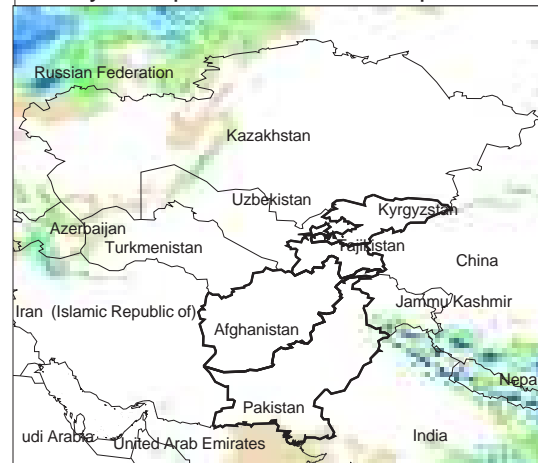 Russian Federation
Kazakhstan
Uzbekistan
Kyrgyzstan
Azerbaijan
Turkmenistan
Tajikistan
China
Jammu Kashmir
Iran (Islamic Republic of)
Afghanistan
Nepa
Pakistan
udi Arabia
United Arab Emirates
India